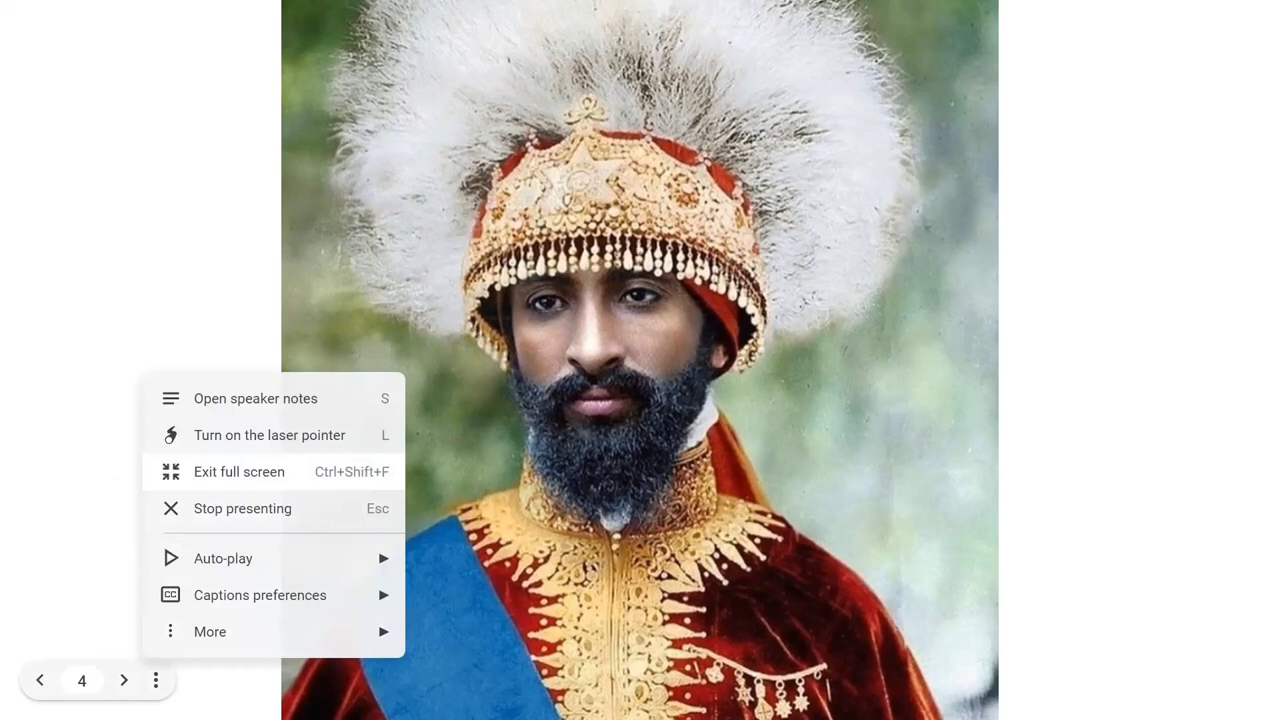 Open speaker notes S
Turn on the laser pointer L
Exit full screen Ctrl+Shift+F
Stop presenting Esc
Auto-play
CC Captions preferences
More
4